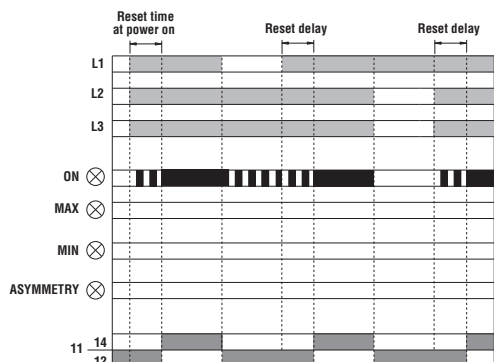 Reset time
at power on
Reset delay
Reset delay
L1
L2
L3
ON
MAX
MIN
ASYMMETRY
14
11
12